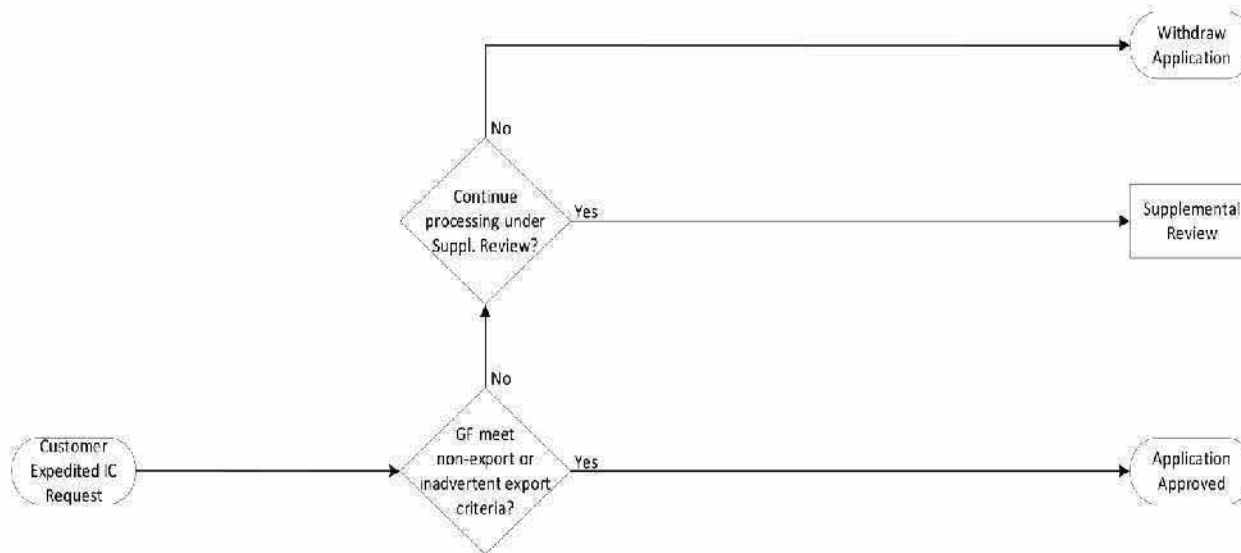 Withdraw
Application
No
Continue
processing under
Suppl. Review?
Yes
Supplemental
Review
No
Customer
Expedited IC
Request
GF meet
non-export or
inadvertent export
criteria?
Yes
Application
Approved